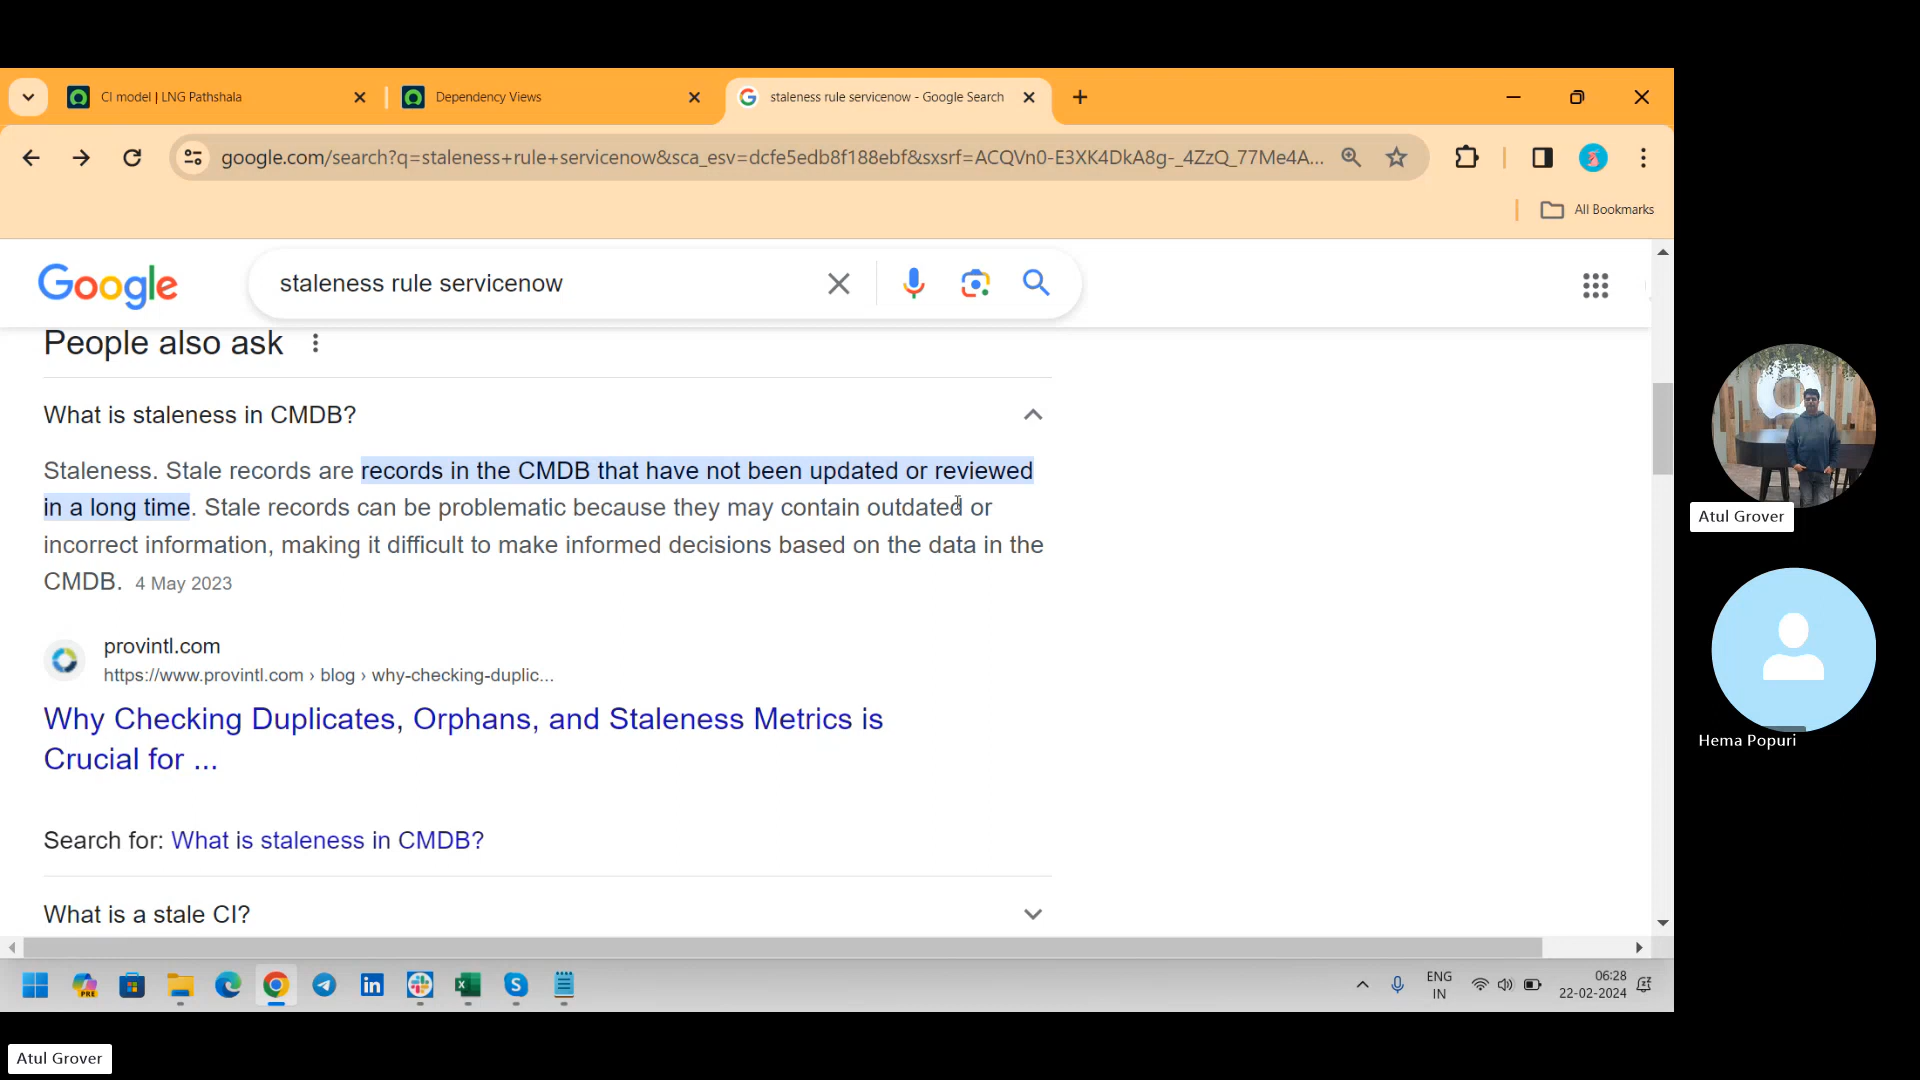 CI model | LNG Pathshala
Dependency Views
staleness rule servicenow - Google Search
google.com/search?q=staleness+rule+servicenow&sca_esv=dcfe5edb8f188ebf&sxsrf=ACQVn0-E3XK4DkA8g-_4ZzQ_77Me4A...
All Bookmarks
Google
staleness rule servicenow
People also ask
What is staleness in CMDB?
Staleness. Stale records are records in the CMDB that have not been updated or reviewed
in a long time. Stale records can be problematic because they may contain outdated or
incorrect information, making it difficult to make informed decisions based on the data in the
CMDB. 4 May 2023
provintl.com
https://www.provintl.com › blog › why-checking-duplic...
Why Checking Duplicates, Orphans, and Staleness Metrics is
Crucial for ...
Search for: What is staleness in CMDB?
What is a stale CI?
Atul Grover
Hema Popuri
PRE
ENG
IN
06:28
22-02-2024
Atul Grover